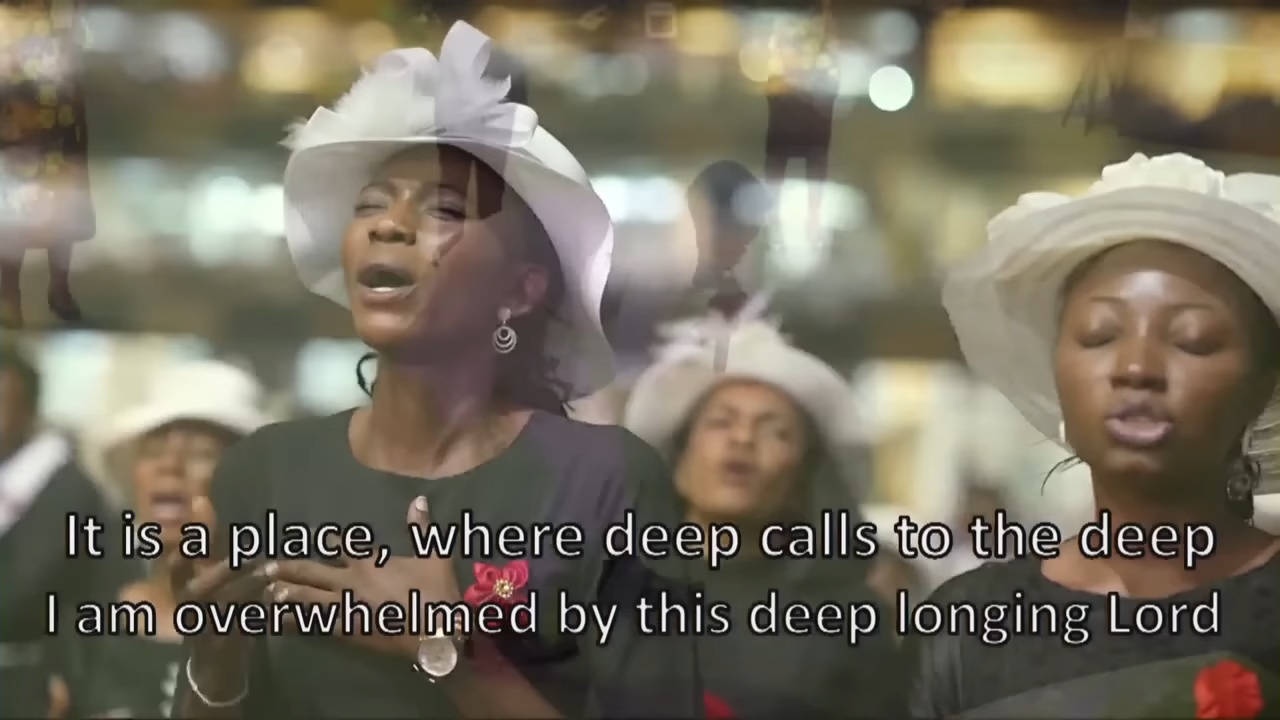 It is a place, where deep calls to the deep
I am overwhelmed by this deep longing Lord